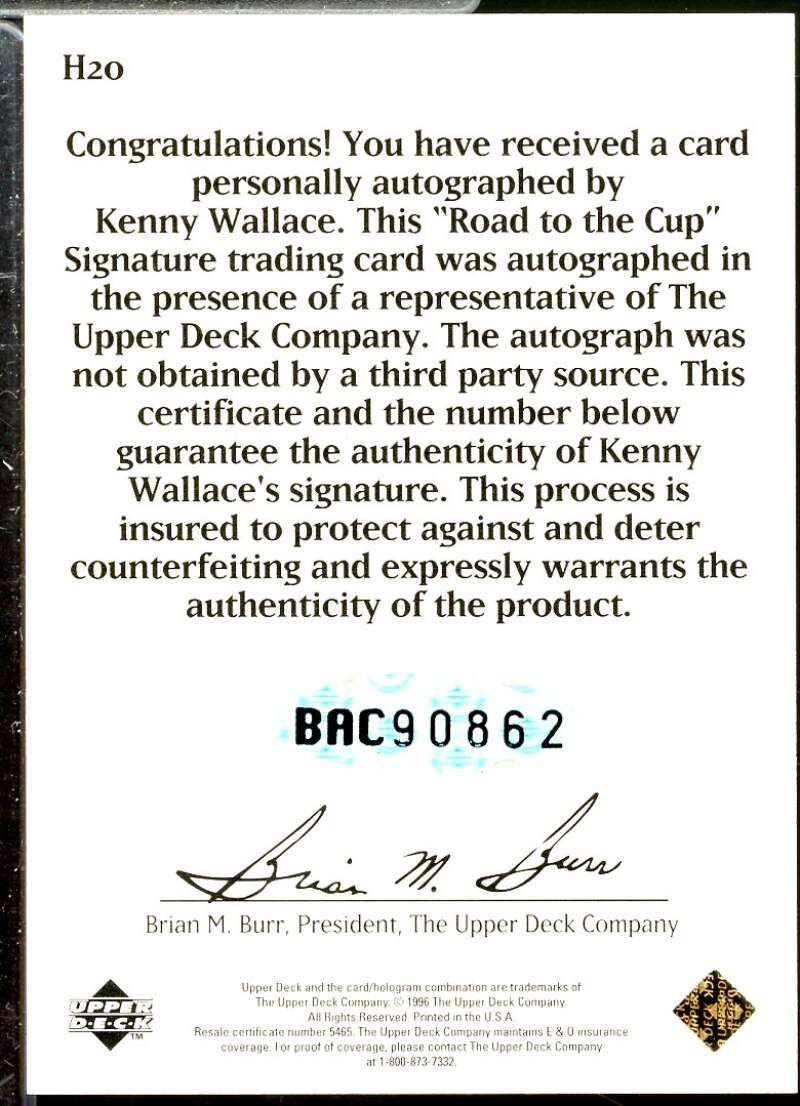 H20
Congratulations! You have received a card
personally autographed by
Kenny Wallace. This "Road to the Cup"
Signature trading card was autographed in
the presence of a representative of The
Upper Deck Company. The autograph was
not obtained by a third party source. This
certificate and the number below
guarantee the authenticity of Kenny
Wallace's signature. This process is
insured to protect against and deter
counterfeiting and expressly warrants the
authenticity of the product.
BAC90862
Brian M. Burr
Brian M. Burr, President, The Upper Deck Company
Upper Deck and the card/hologram combination are trademarks of
The Upper Deck Company. © 1996 The Upper Deck Company.
All Rights Reserved. Printed in the U.S.A.
Resale certificate number 5465. The Upper Deck Company maintains E & O insurance
coverage. For proof of coverage, please contact The Upper Deck Company
at 1-800-873-7332.
UPPER
D·E·C·K
TM